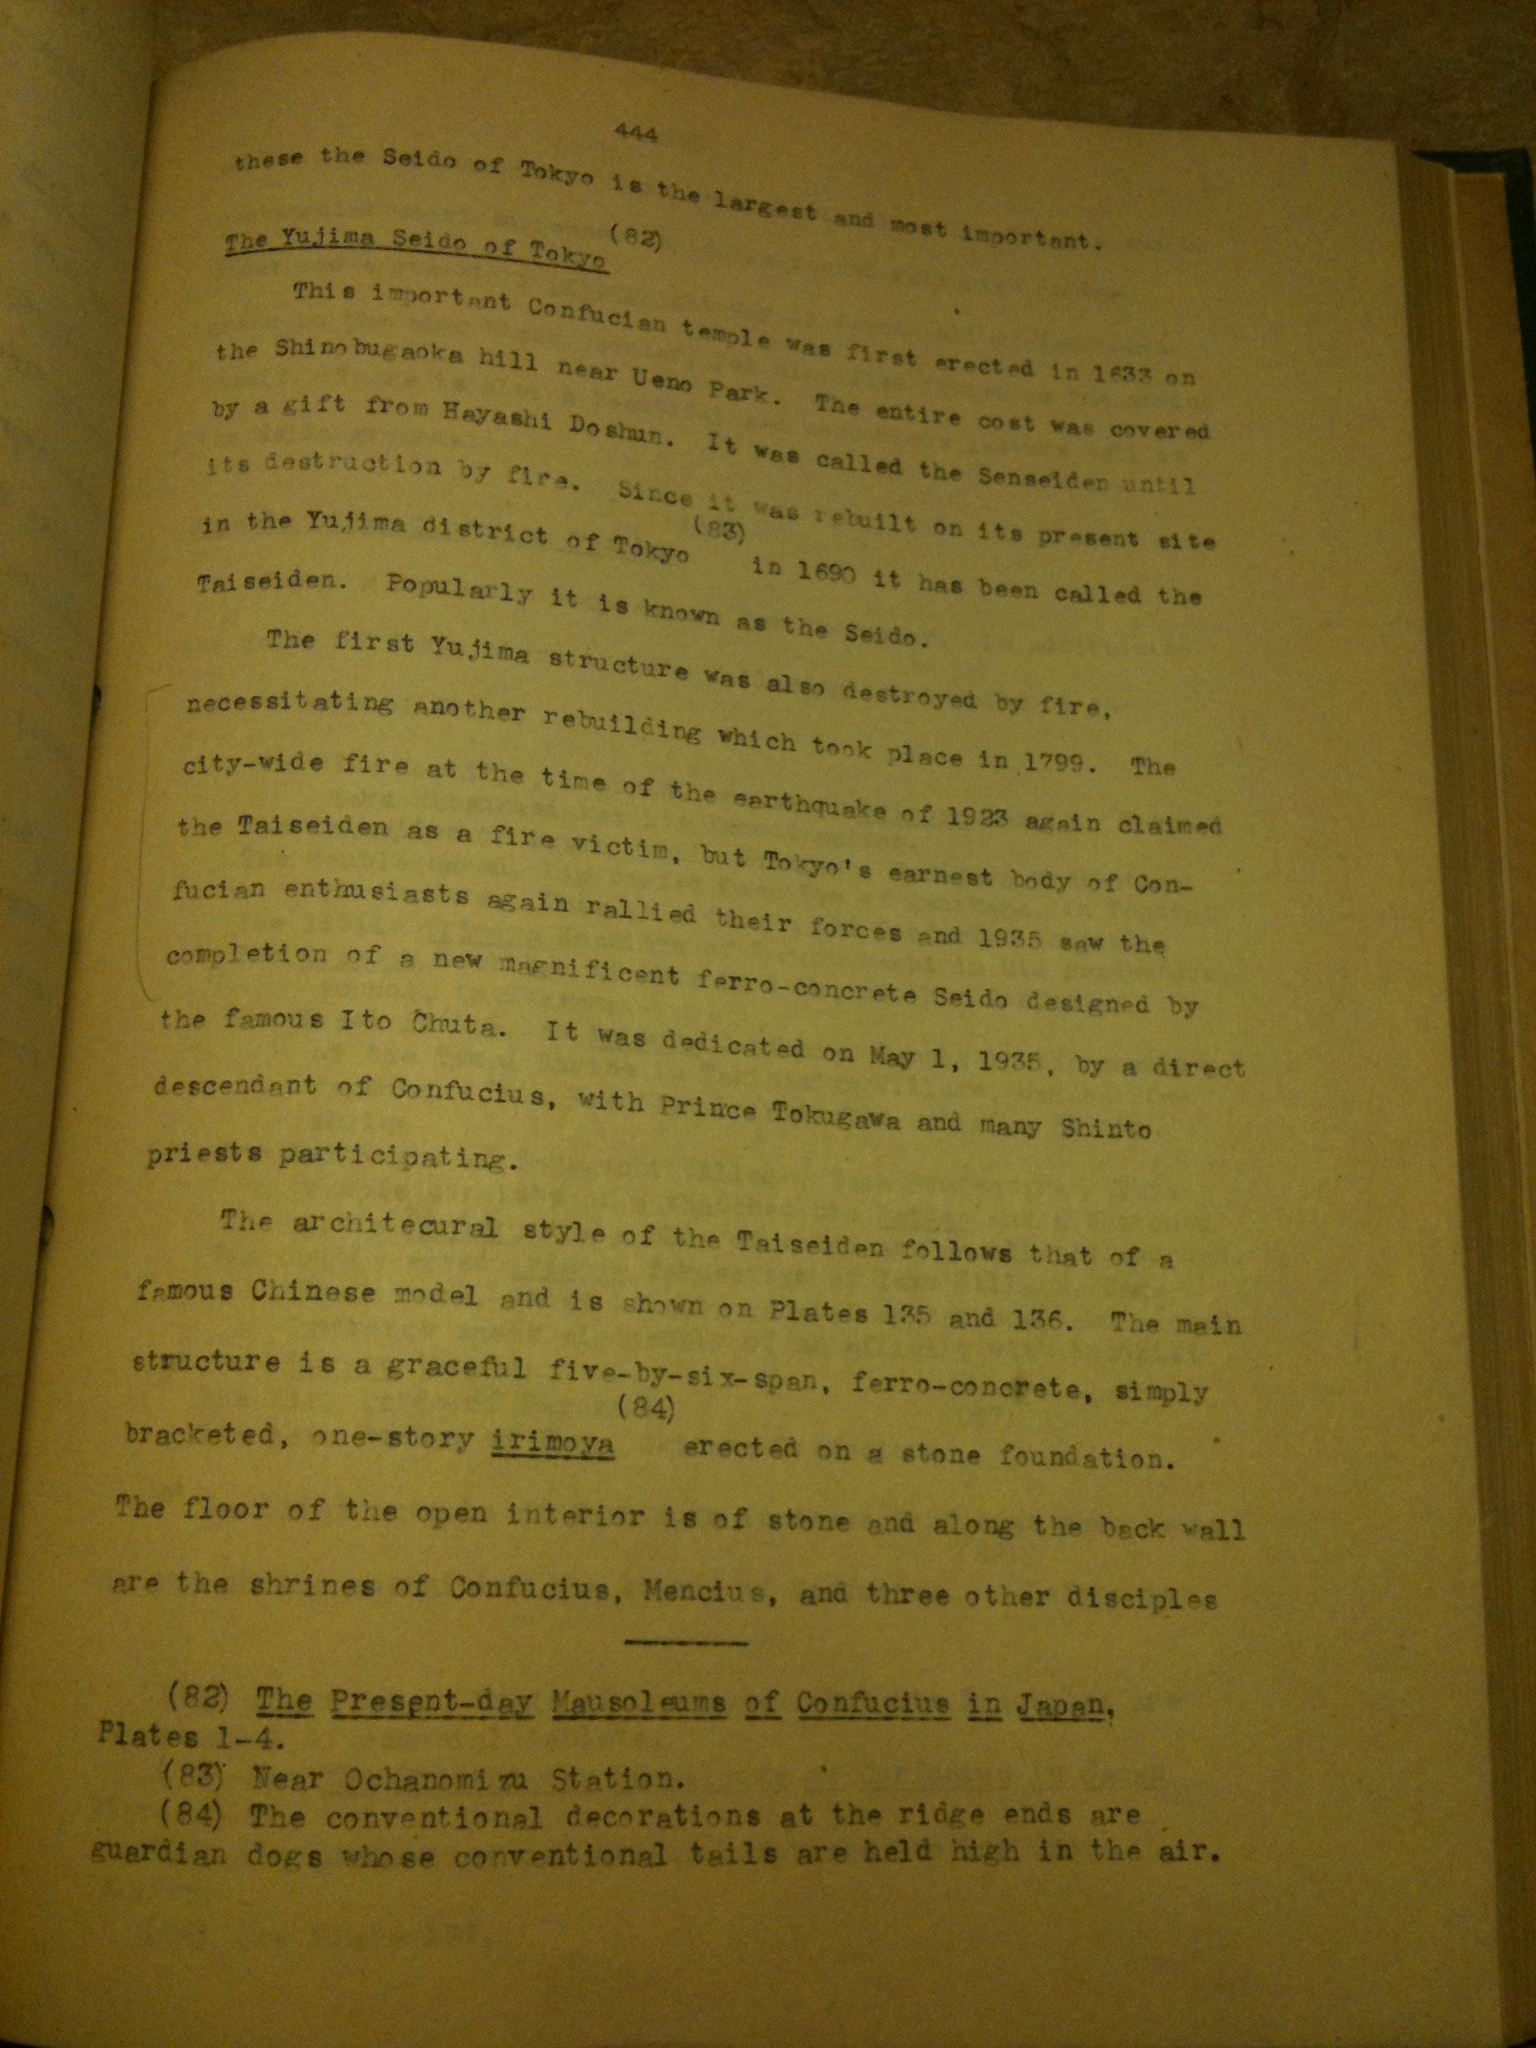 444
these the Seido of Tokyo is the largest and most important.
The Yujima Seido of Tokyo (82)
This important Confucian temple was first erected in 1633 on
the Shinobugaoka hill near Ueno Park. The entire cost was covered
by a gift from Hayashi Doshun. It was called the Senseiden until
its destruction by fire. Since it was rebuilt on its present site
in the Yujima district of Tokyo (83) in 1690 it has been called the
Taiseiden. Popularly it is known as the Seido.
The first Yujima structure was also destroyed by fire,
necessitating another rebuilding which took place in 1799. The
city-wide fire at the time of the earthquake of 1923 again claimed
the Taiseiden as a fire victim, but Tokyo's earnest body of Con-
fucian enthusiasts again rallied their forces and 1935 saw the
completion of a new magnificent ferro-concrete Seido designed by
the famous Ito Chuta. It was dedicated on May 1, 1935, by a direct
descendant of Confucius, with Prince Tokugawa and many Shinto
priests participating.
The architecural style of the Taiseiden follows that of a
famous Chinese model and is shown on Plates 135 and 136. The main
structure is a graceful five-by-six-span, ferro-concrete, simply
bracketed, one-story irimoya (84) erected on a stone foundation.
The floor of the open interior is of stone and along the back wall
are the shrines of Confucius, Mencius, and three other disciples
(82) The Present-day Mausoleums of Confucius in Japan,
Plates 1-4.
(83) Near Ochanomizu Station.
(84) The conventional decorations at the ridge ends are
guardian dogs whose conventional tails are held high in the air.